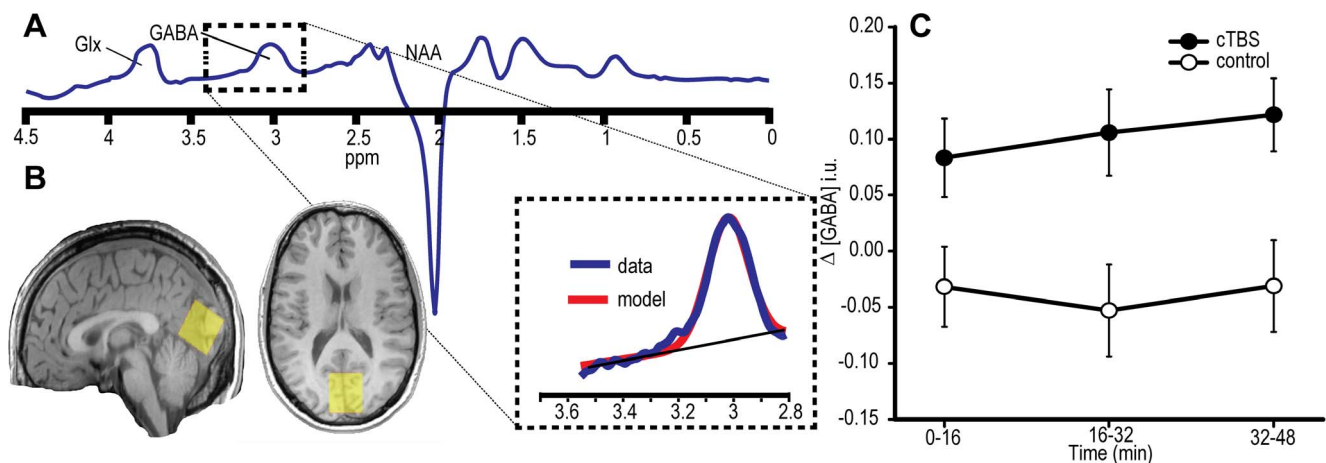 A
Glx
GABA
NAA
4.5 4 3.5 3 2.5 2 1.5 1 0.5 0
ppm
B
data
model
3.6 3.4 3.2 3 2.8
C
cTBS
control
Δ [GABA] i.u.
0.20
0.15
0.10
0.05
0.00
-0.05
-0.10
-0.15
0-16 16-32 32-48
Time (min)